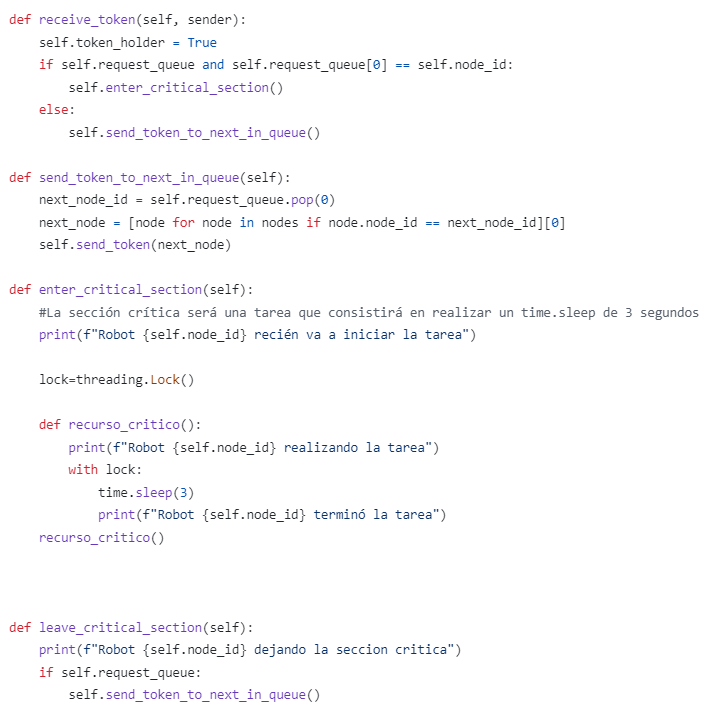 def receive_token(self, sender):
    self.token_holder = True
    if self.request_queue and self.request_queue[0] == self.node_id:
        self.enter_critical_section()
    else:
        self.send_token_to_next_in_queue()

def send_token_to_next_in_queue(self):
    next_node_id = self.request_queue.pop(0)
    next_node = [node for node in nodes if node.node_id == next_node_id][0]
    self.send_token(next_node)

def enter_critical_section(self):
    #La sección crítica será una tarea que consistirá en realizar un time.sleep de 3 segundos
    print(f"Robot {self.node_id} recién va a iniciar la tarea")

    lock=threading.Lock()

    def recurso_critico():
        print(f"Robot {self.node_id} realizando la tarea")
        with lock:
            time.sleep(3)
            print(f"Robot {self.node_id} terminó la tarea")
    recurso_critico()

def leave_critical_section(self):
    print(f"Robot {self.node_id} dejando la seccion critica")
    if self.request_queue:
        self.send_token_to_next_in_queue()